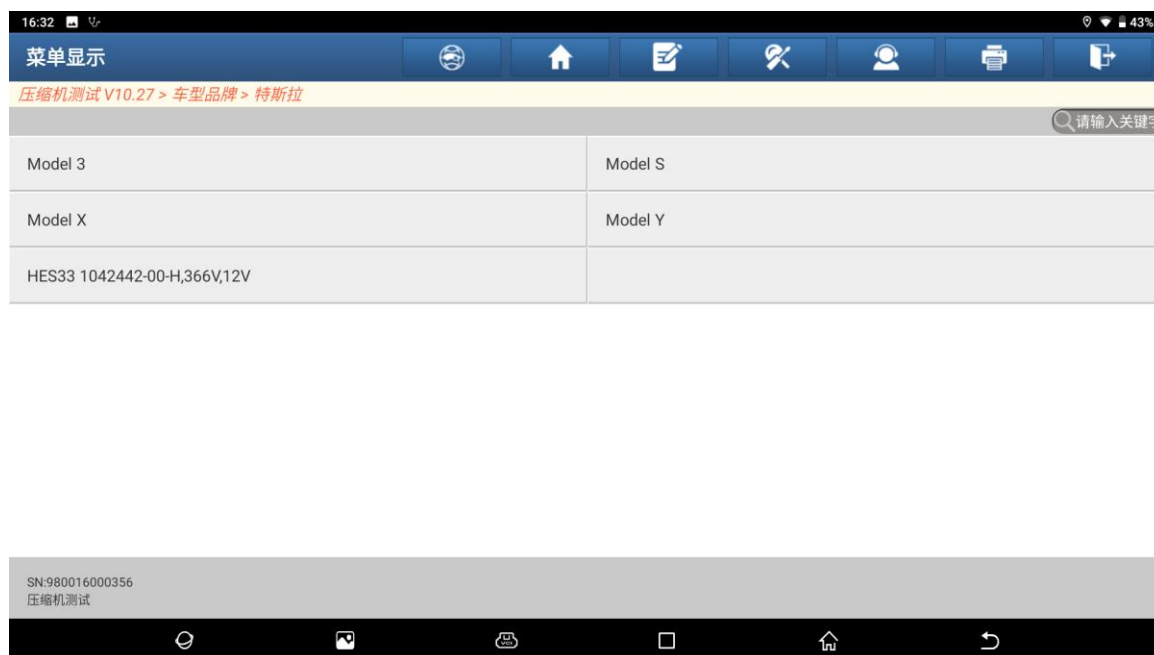 16:32
43%
菜单显示
压缩机测试 V10.27 > 车型品牌 > 特斯拉
请输入关键字
Model 3
Model S
Model X
Model Y
HES33 1042442-00-H,366V,12V
SN:980016000356
压缩机测试
VCI